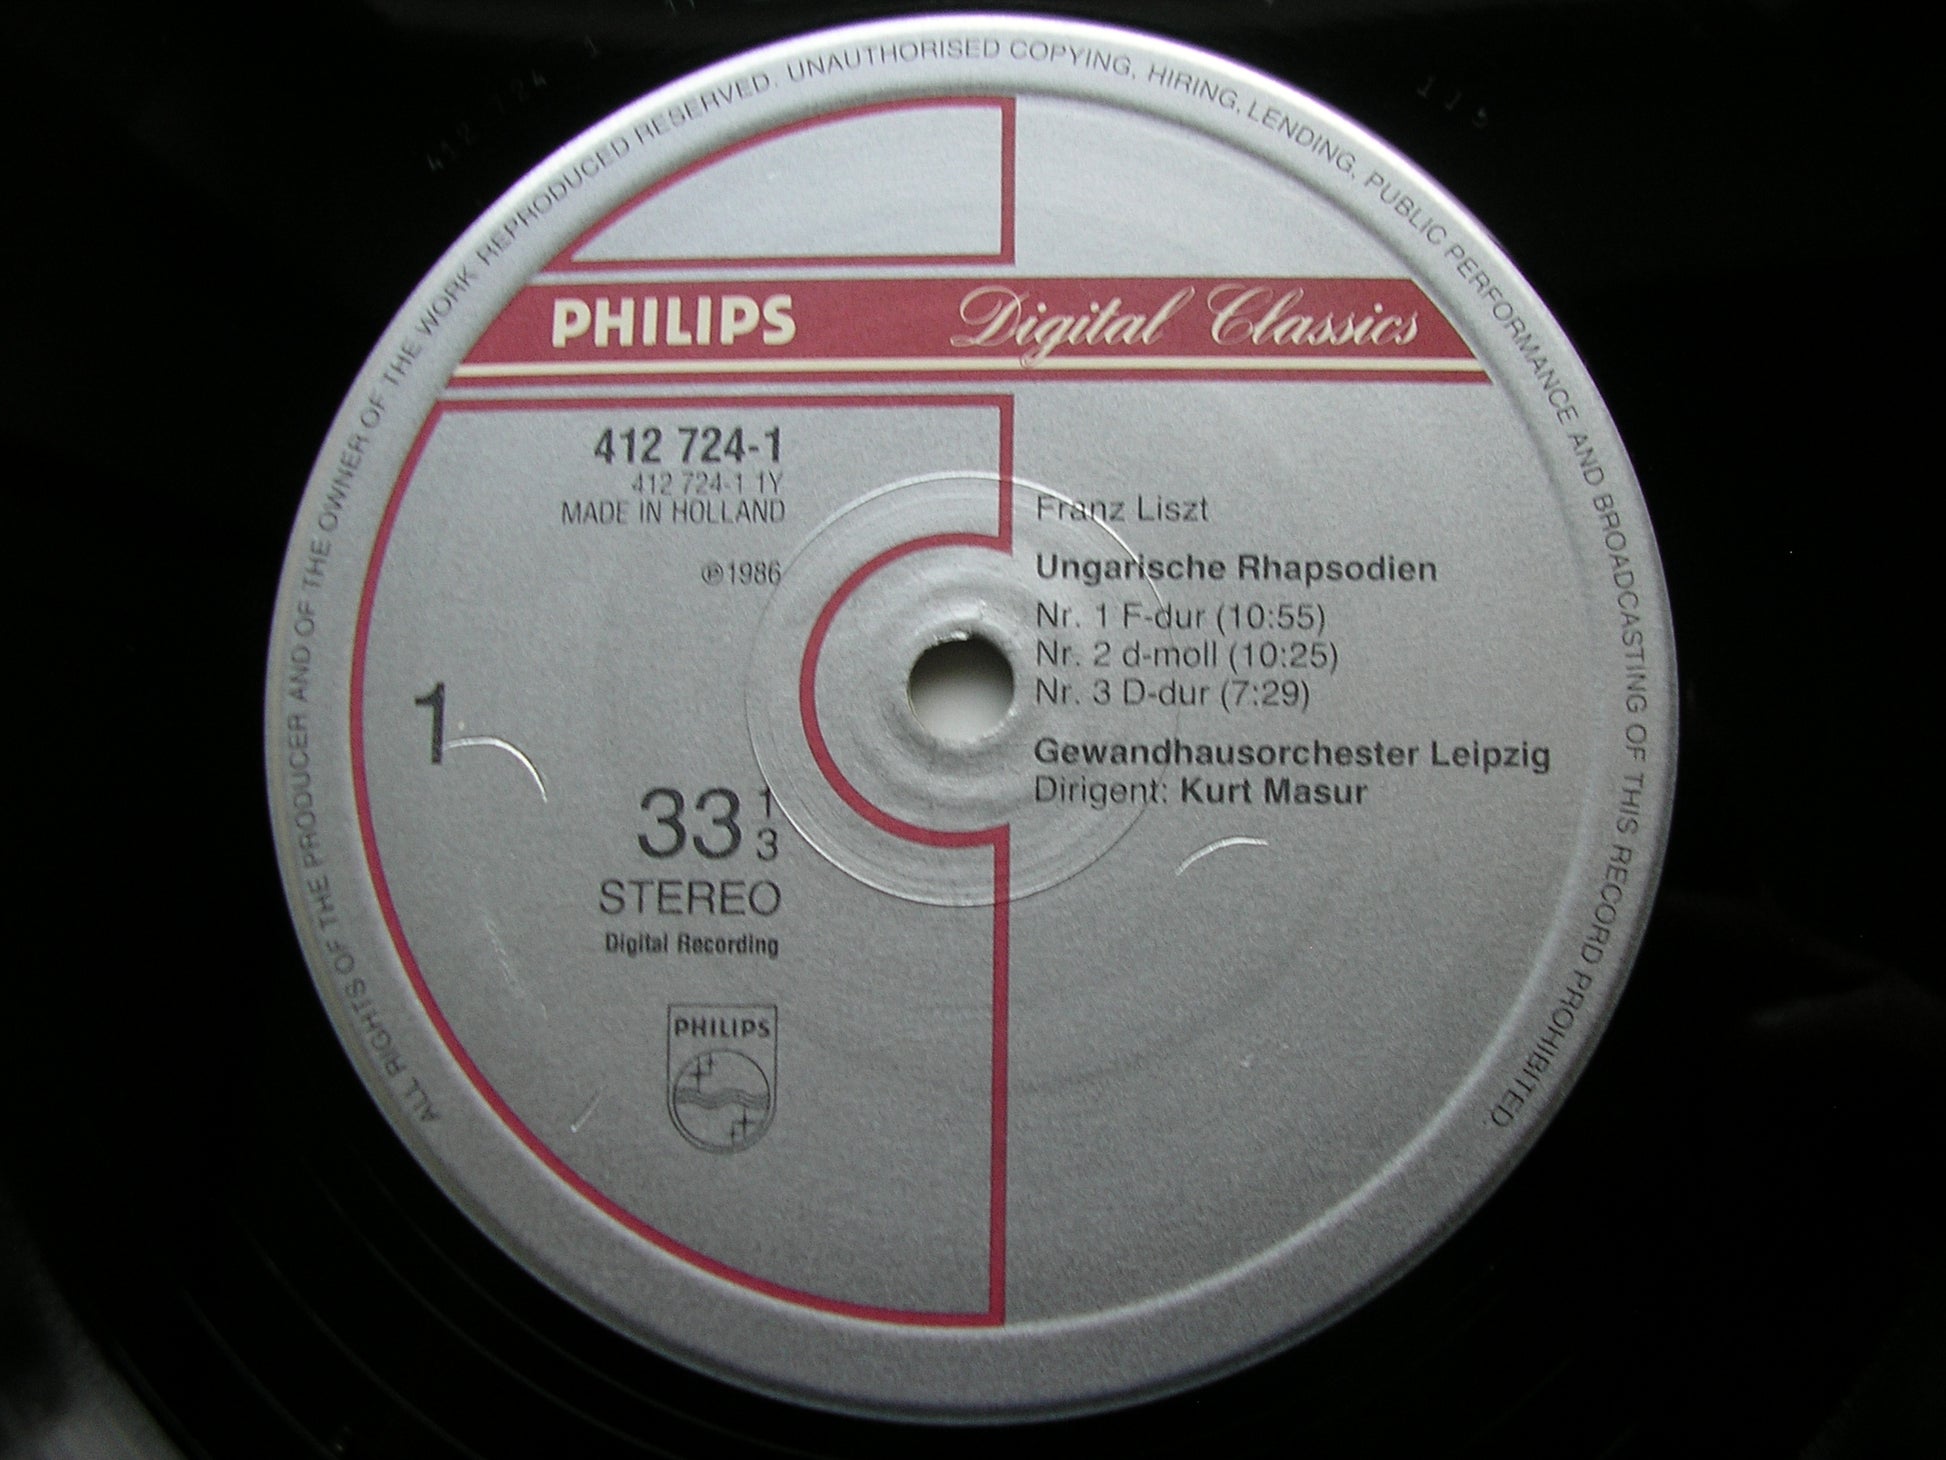 ALL RIGHTS OF THE PRODUCER AND OF THE OWNER OF THE WORK REPRODUCED RESERVED. UNAUTHORISED COPYING, HIRING, LENDING, PUBLIC PERFORMANCE AND BROADCASTING OF THIS RECORD PROHIBITED.
PHILIPS Digital Classics
412 724-1
412 724-1 1Y
MADE IN HOLLAND
℗1986
1
33 1/3
STEREO
Digital Recording
PHILIPS
Franz Liszt
Ungarische Rhapsodien
Nr. 1 F-dur (10:55)
Nr. 2 d-moll (10:25)
Nr. 3 D-dur (7:29)
Gewandhausorchester Leipzig
Dirigent: Kurt Masur